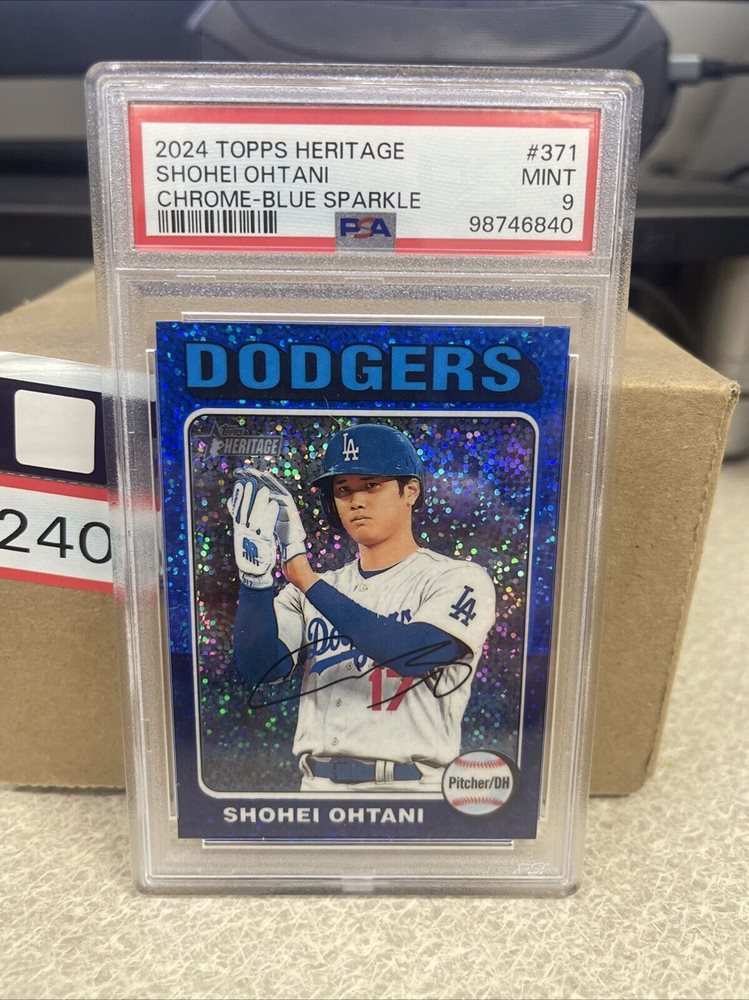 2024 TOPPS HERITAGE #371
SHOHEI OHTANI MINT
CHROME-BLUE SPARKLE 9
PSA 98746840
DODGERS
HERITAGE
LA
LA
Dodgers
17
Pitcher/DH
SHOHEI OHTANI
240